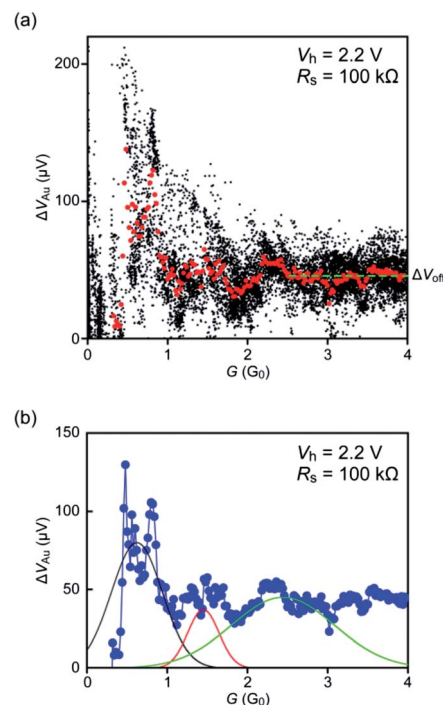 (a)
V_h = 2.2 V
R_s = 100 kΩ
200
100
0
ΔV_Au (μV)
ΔV_off
0 1 2 3 4
G (G_0)
(b)
V_h = 2.2 V
R_s = 100 kΩ
150
100
50
0
ΔV_Au (μV)
0 1 2 3 4
G (G_0)